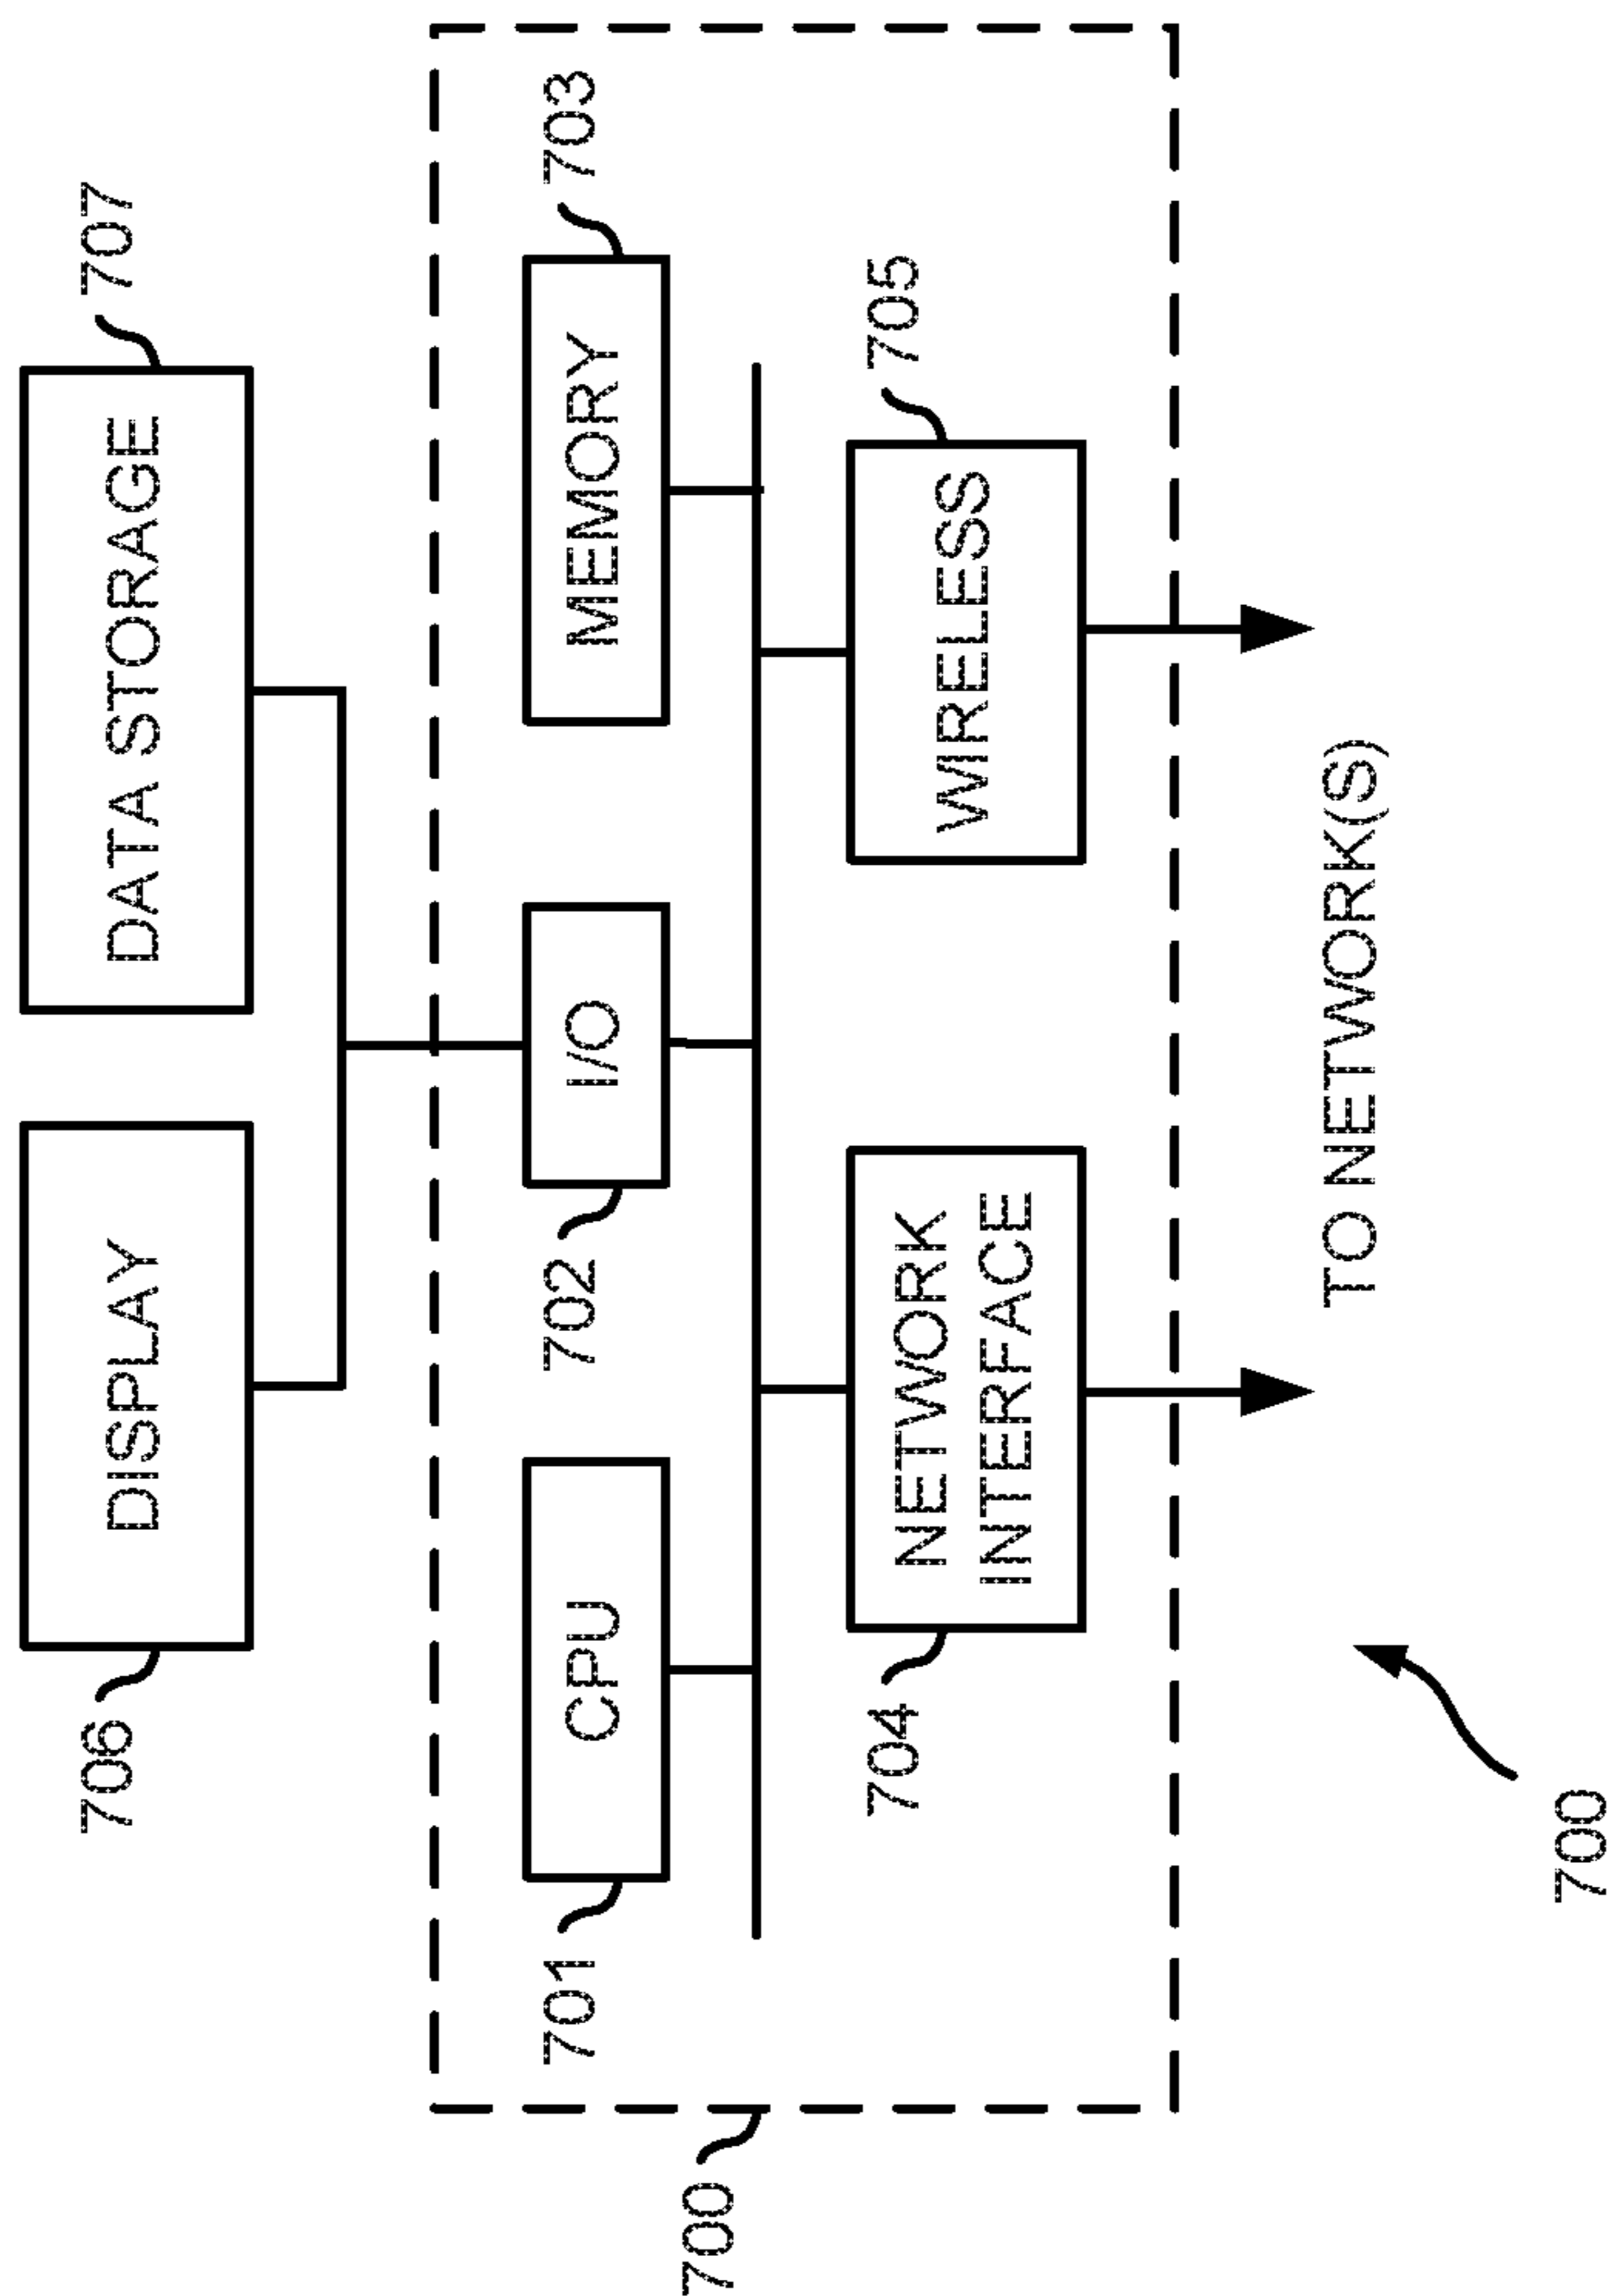 706
DISPLAY
DATA STORAGE
707
701
CPU
702
I/O
MEMORY
703
700
704
NETWORK
INTERFACE
WIRELESS
705
TO NETWORK(S)
700